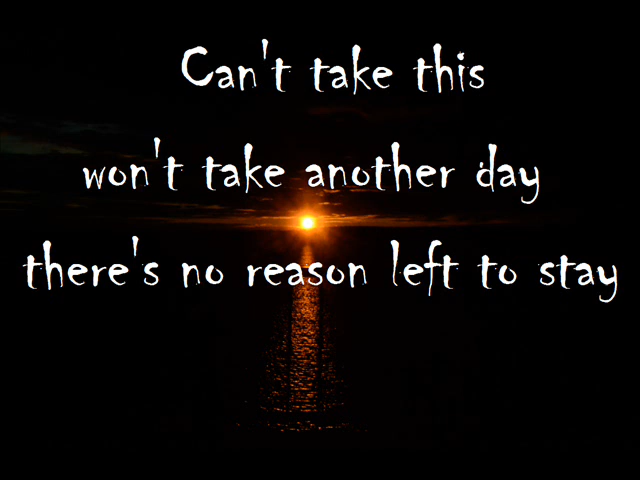 Can't take this
won't take another day
there's no reason left to stay